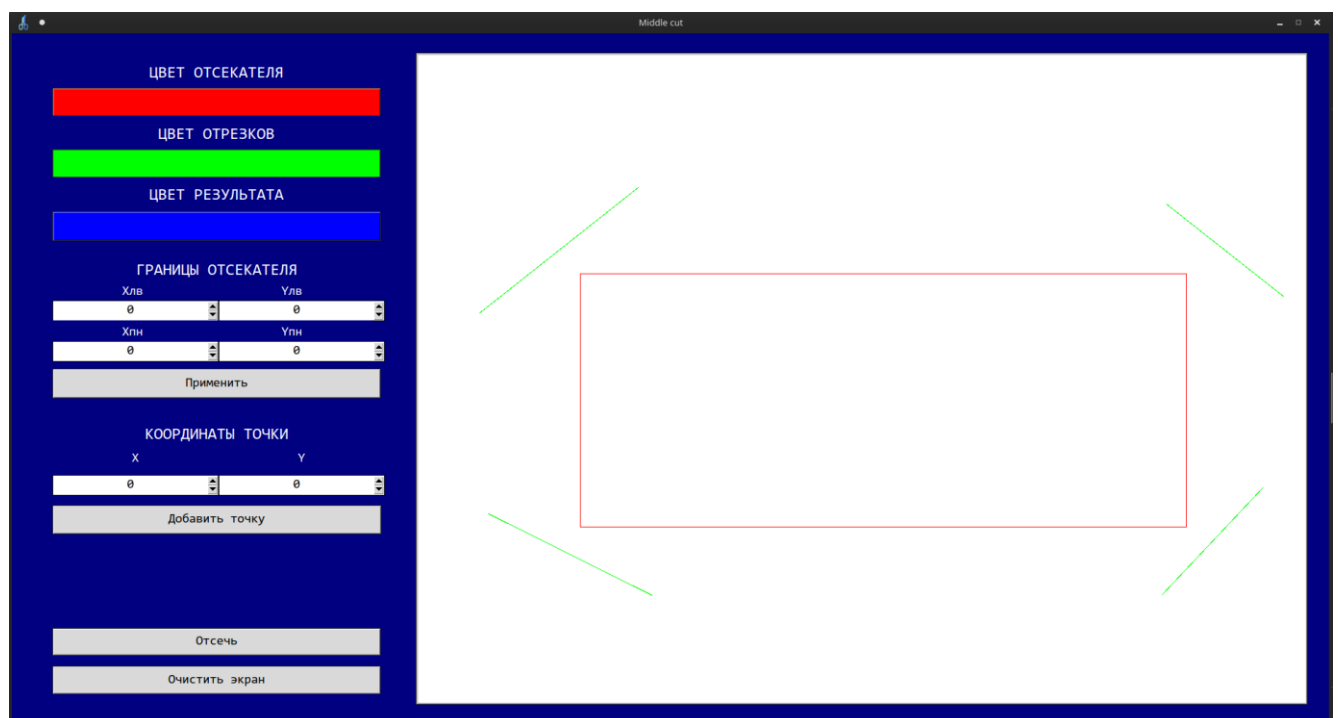 Middle cut
ЦВЕТ ОТСЕКАТЕЛЯ
ЦВЕТ ОТРЕЗКОВ
ЦВЕТ РЕЗУЛЬТАТА
ГРАНИЦЫ ОТСЕКАТЕЛЯ
Xлв Yлв
0 0
Xпн Yпн
0 0
Применить
КООРДИНАТЫ ТОЧКИ
X Y
0 0
Добавить точку
Отсечь
Очистить экран